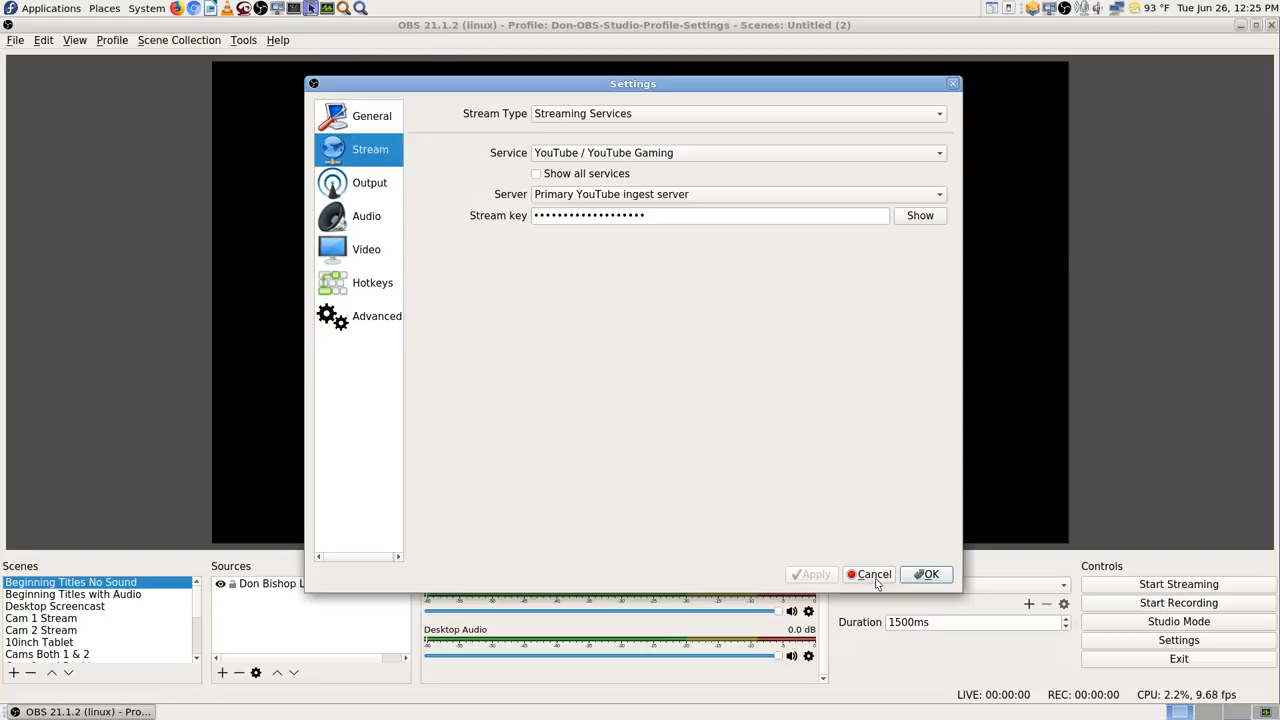 Applications Places System 93 °F Tue Jun 26, 12:25 PM
OBS 21.1.2 (linux) - Profile: Don-OBS-Studio-Profile-Settings - Scenes: Untitled (2)
File Edit View Profile Scene Collection Tools Help
Settings
General
Stream
Output
Audio
Video
Hotkeys
Advanced
Stream Type Streaming Services
Service YouTube / YouTube Gaming
Show all services
Server Primary YouTube ingest server
Stream key ••••••••••••••••••• Show
Apply Cancel OK
Scenes
Beginning Titles No Sound
Beginning Titles with Audio
Desktop Screencast
Cam 1 Stream
Cam 2 Stream
10inch Tablet
Cams Both 1 & 2
Sources
Don Bishop L
Desktop Audio 0.0 dB
Duration 1500ms
Controls
Start Streaming
Start Recording
Studio Mode
Settings
Exit
LIVE: 00:00:00 REC: 00:00:00 CPU: 2.2%, 9.68 fps
OBS 21.1.2 (linux) - Pro...